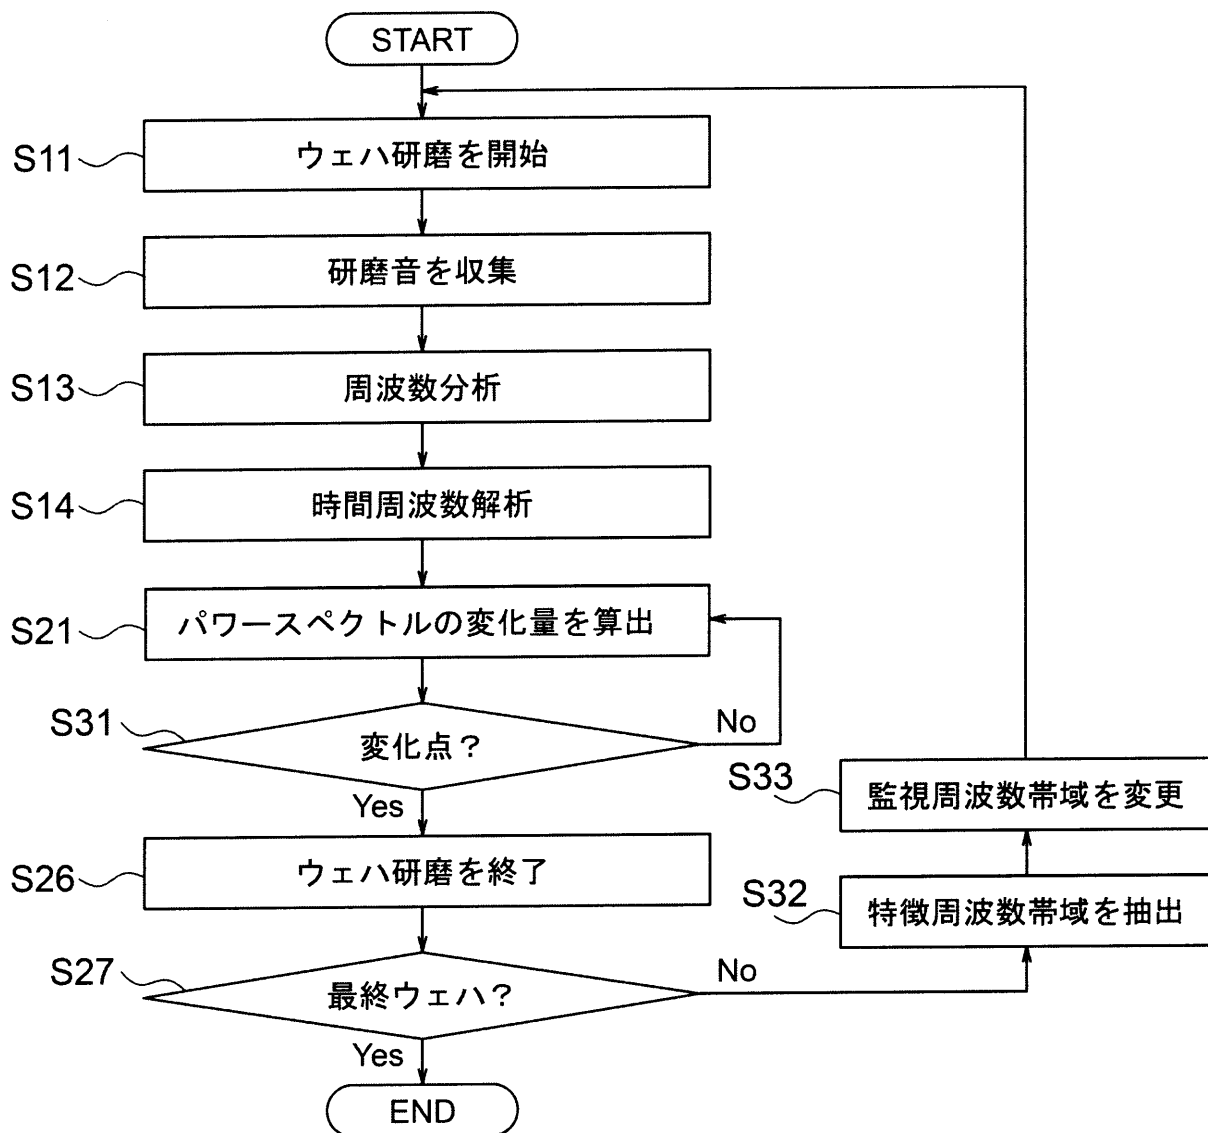 START
S11
ウェハ研磨を開始
S12
研磨音を収集
S13
周波数分析
S14
時間周波数解析
S21
パワースペクトルの変化量を算出
S31
変化点？
No
Yes
S33
監視周波数帯域を変更
S26
ウェハ研磨を終了
S32
特徴周波数帯域を抽出
S27
最終ウェハ？
No
Yes
END